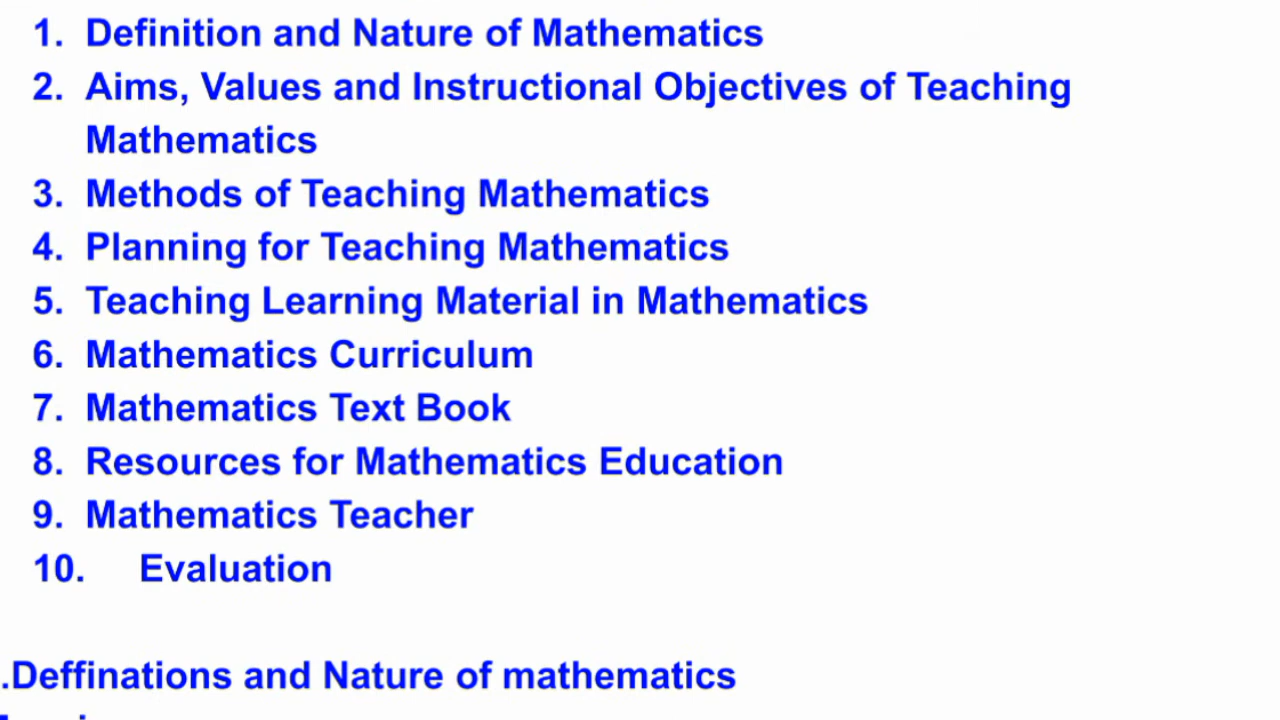 1. Definition and Nature of Mathematics
2. Aims, Values and Instructional Objectives of Teaching
Mathematics
3. Methods of Teaching Mathematics
4. Planning for Teaching Mathematics
5. Teaching Learning Material in Mathematics
6. Mathematics Curriculum
7. Mathematics Text Book
8. Resources for Mathematics Education
9. Mathematics Teacher
10. Evaluation
.Deffinations and Nature of mathematics